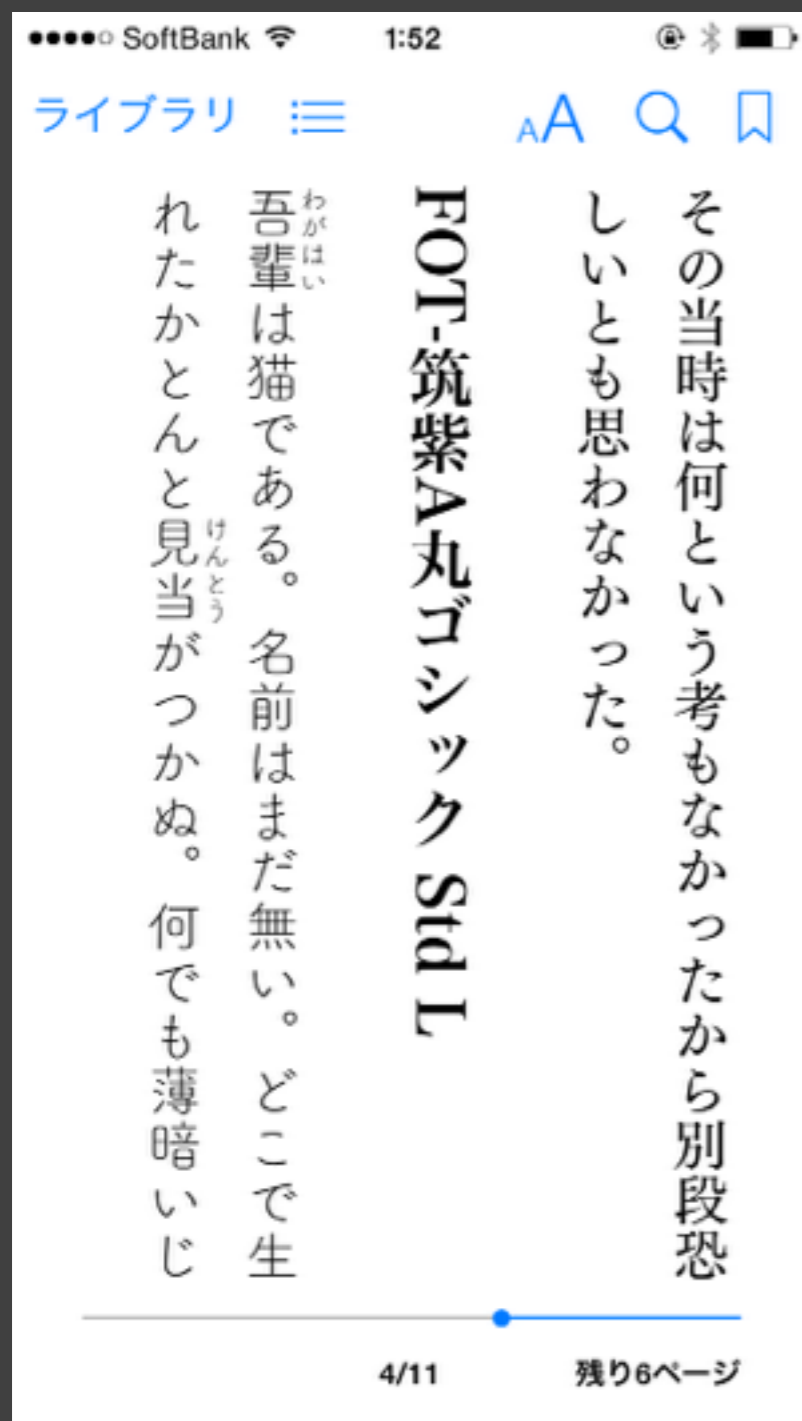 SoftBank 1:52
ライブラリ AA
その当時は何という考もなかったから別段恐
しいとも思わなかった。
FOT-筑紫A丸ゴシック Std L
わがはい
吾輩は猫である。名前はまだ無い。どこで生
けんとう
れたかとんと見当がつかぬ。何でも薄暗いじ
4/11 残り6ページ